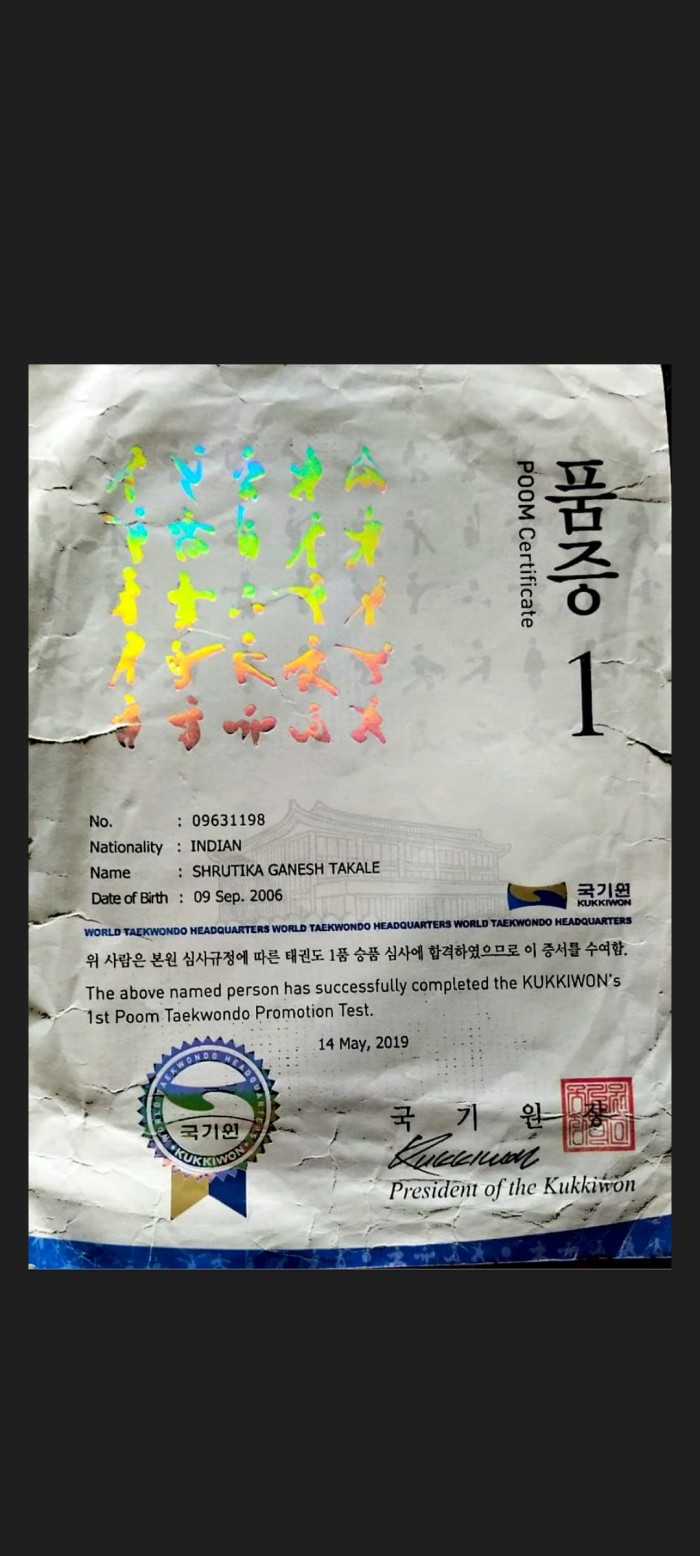 품증 1
POOM Certificate
No. : 09631198
Nationality : INDIAN
Name : SHRUTIKA GANESH TAKALE
Date of Birth : 09 Sep. 2006
국기원
KUKKIWON
WORLD TAEKWONDO HEADQUARTERS WORLD TAEKWONDO HEADQUARTERS WORLD TAEKWONDO HEADQUARTERS
위 사람은 본원 심사규정에 따른 태권도 1품 승품 심사에 합격하였으므로 이 증서를 수여함.
The above named person has successfully completed the KUKKIWON's
1st Poom Taekwondo Promotion Test.
14 May, 2019
WORLD TAEKWONDO HEADQUARTERS
국기원
KUKKIWON
국 기 원 장
Kukkiwon
President of the Kukkiwon